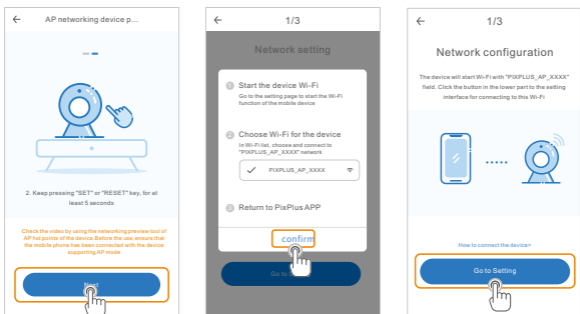 AP networking device p...
2. Keep pressing "SET" or "RESET" key, for at
least 5 seconds
Check the video by using the networking preview tool of
AP hot points of the device.Before the use, ensure that
the mobile phone has been connected with the device
supporting AP mode
Next
1/3
Network setting
1 Start the device Wi-Fi
Go to the setting page to start the Wi-Fi
function of the mobile device
2 Choose Wi-Fi for the device
In Wi-Fi list, choose and connect to
"PIXPLUS_AP_XXXX" network
PIXPLUS_AP_XXXX
3 Return to PixPlus APP
confirm
Go to
1/3
Network configuration
The device will start Wi-Fi with "PIXPLUS_AP_XXXX"
field. Click the button in the lower part to the setting
interface for connecting to this Wi-Fi
How to connect the device>
Go to Setting